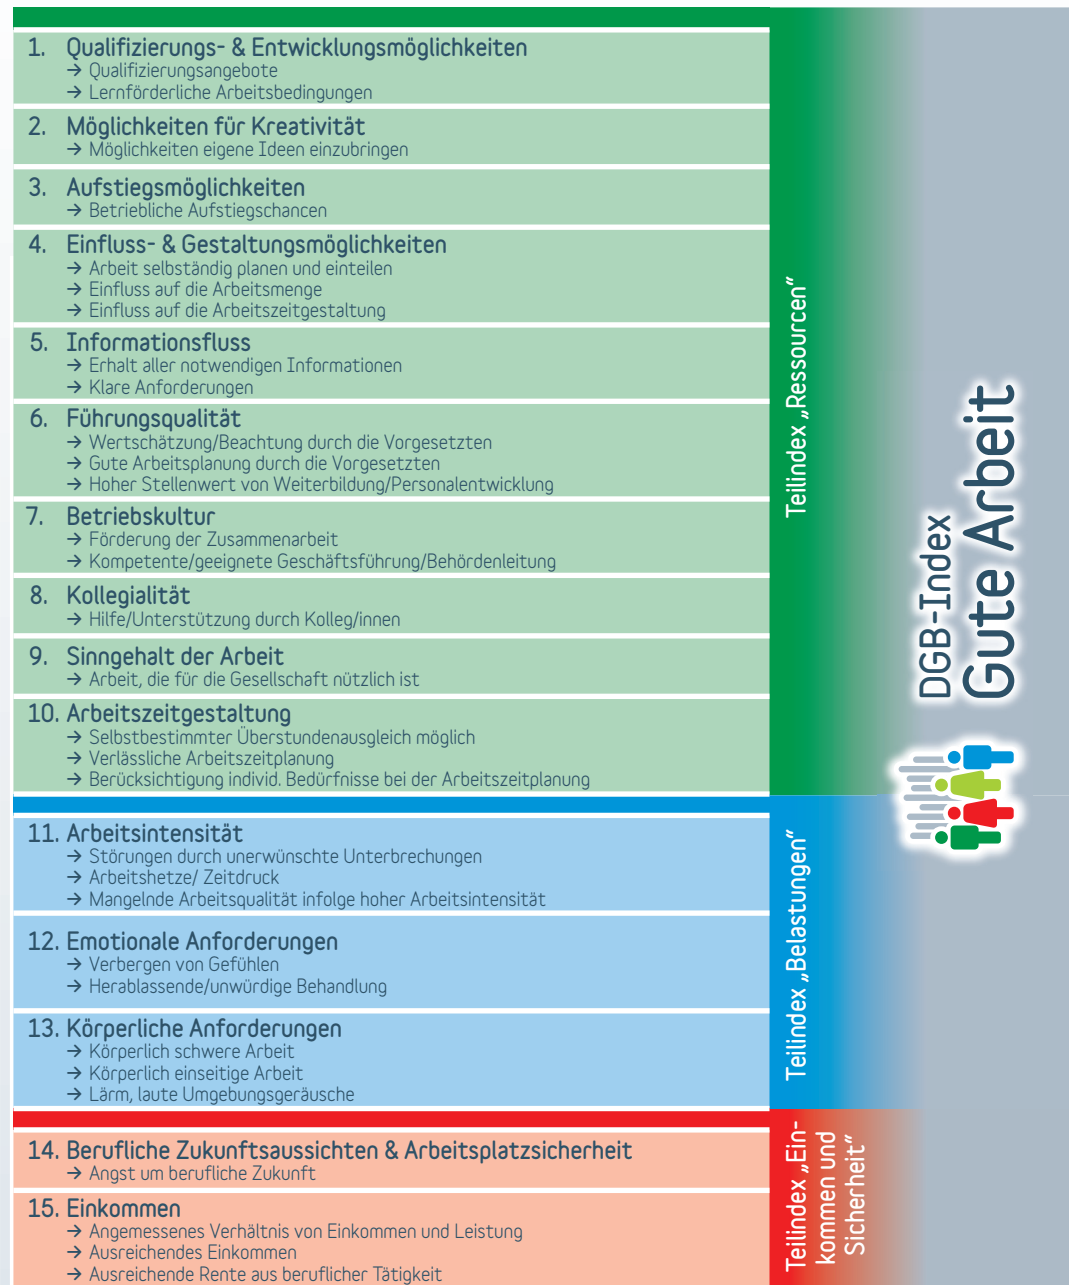 1. Qualifizierungs- & Entwicklungsmöglichkeiten
→ Qualifizierungsangebote
→ Lernförderliche Arbeitsbedingungen
2. Möglichkeiten für Kreativität
→ Möglichkeiten eigene Ideen einzubringen
3. Aufstiegsmöglichkeiten
→ Betriebliche Aufstiegschancen
4. Einfluss- & Gestaltungsmöglichkeiten
→ Arbeit selbständig planen und einteilen
→ Einfluss auf die Arbeitsmenge
→ Einfluss auf die Arbeitszeitgestaltung
5. Informationsfluss
→ Erhalt aller notwendigen Informationen
→ Klare Anforderungen
6. Führungsqualität
→ Wertschätzung/Beachtung durch die Vorgesetzten
→ Gute Arbeitsplanung durch die Vorgesetzten
→ Hoher Stellenwert von Weiterbildung/Personalentwicklung
7. Betriebskultur
→ Förderung der Zusammenarbeit
→ Kompetente/geeignete Geschäftsführung/Behördenleitung
8. Kollegialität
→ Hilfe/Unterstützung durch Kolleg/innen
9. Sinngehalt der Arbeit
→ Arbeit, die für die Gesellschaft nützlich ist
10. Arbeitszeitgestaltung
→ Selbstbestimmter Überstundenausgleich möglich
→ Verlässliche Arbeitszeitplanung
→ Berücksichtigung individ. Bedürfnisse bei der Arbeitszeitplanung
Teilindex „Ressourcen“
11. Arbeitsintensität
→ Störungen durch unerwünschte Unterbrechungen
→ Arbeitshetze/ Zeitdruck
→ Mangelnde Arbeitsqualität infolge hoher Arbeitsintensität
12. Emotionale Anforderungen
→ Verbergen von Gefühlen
→ Herablassende/unwürdige Behandlung
13. Körperliche Anforderungen
→ Körperlich schwere Arbeit
→ Körperlich einseitige Arbeit
→ Lärm, laute Umgebungsgeräusche
Teilindex „Belastungen“
14. Berufliche Zukunftsaussichten & Arbeitsplatzsicherheit
→ Angst um berufliche Zukunft
15. Einkommen
→ Angemessenes Verhältnis von Einkommen und Leistung
→ Ausreichendes Einkommen
→ Ausreichende Rente aus beruflicher Tätigkeit
Teilindex „Ein-
kommen und
Sicherheit“
DGB-Index
Gute Arbeit